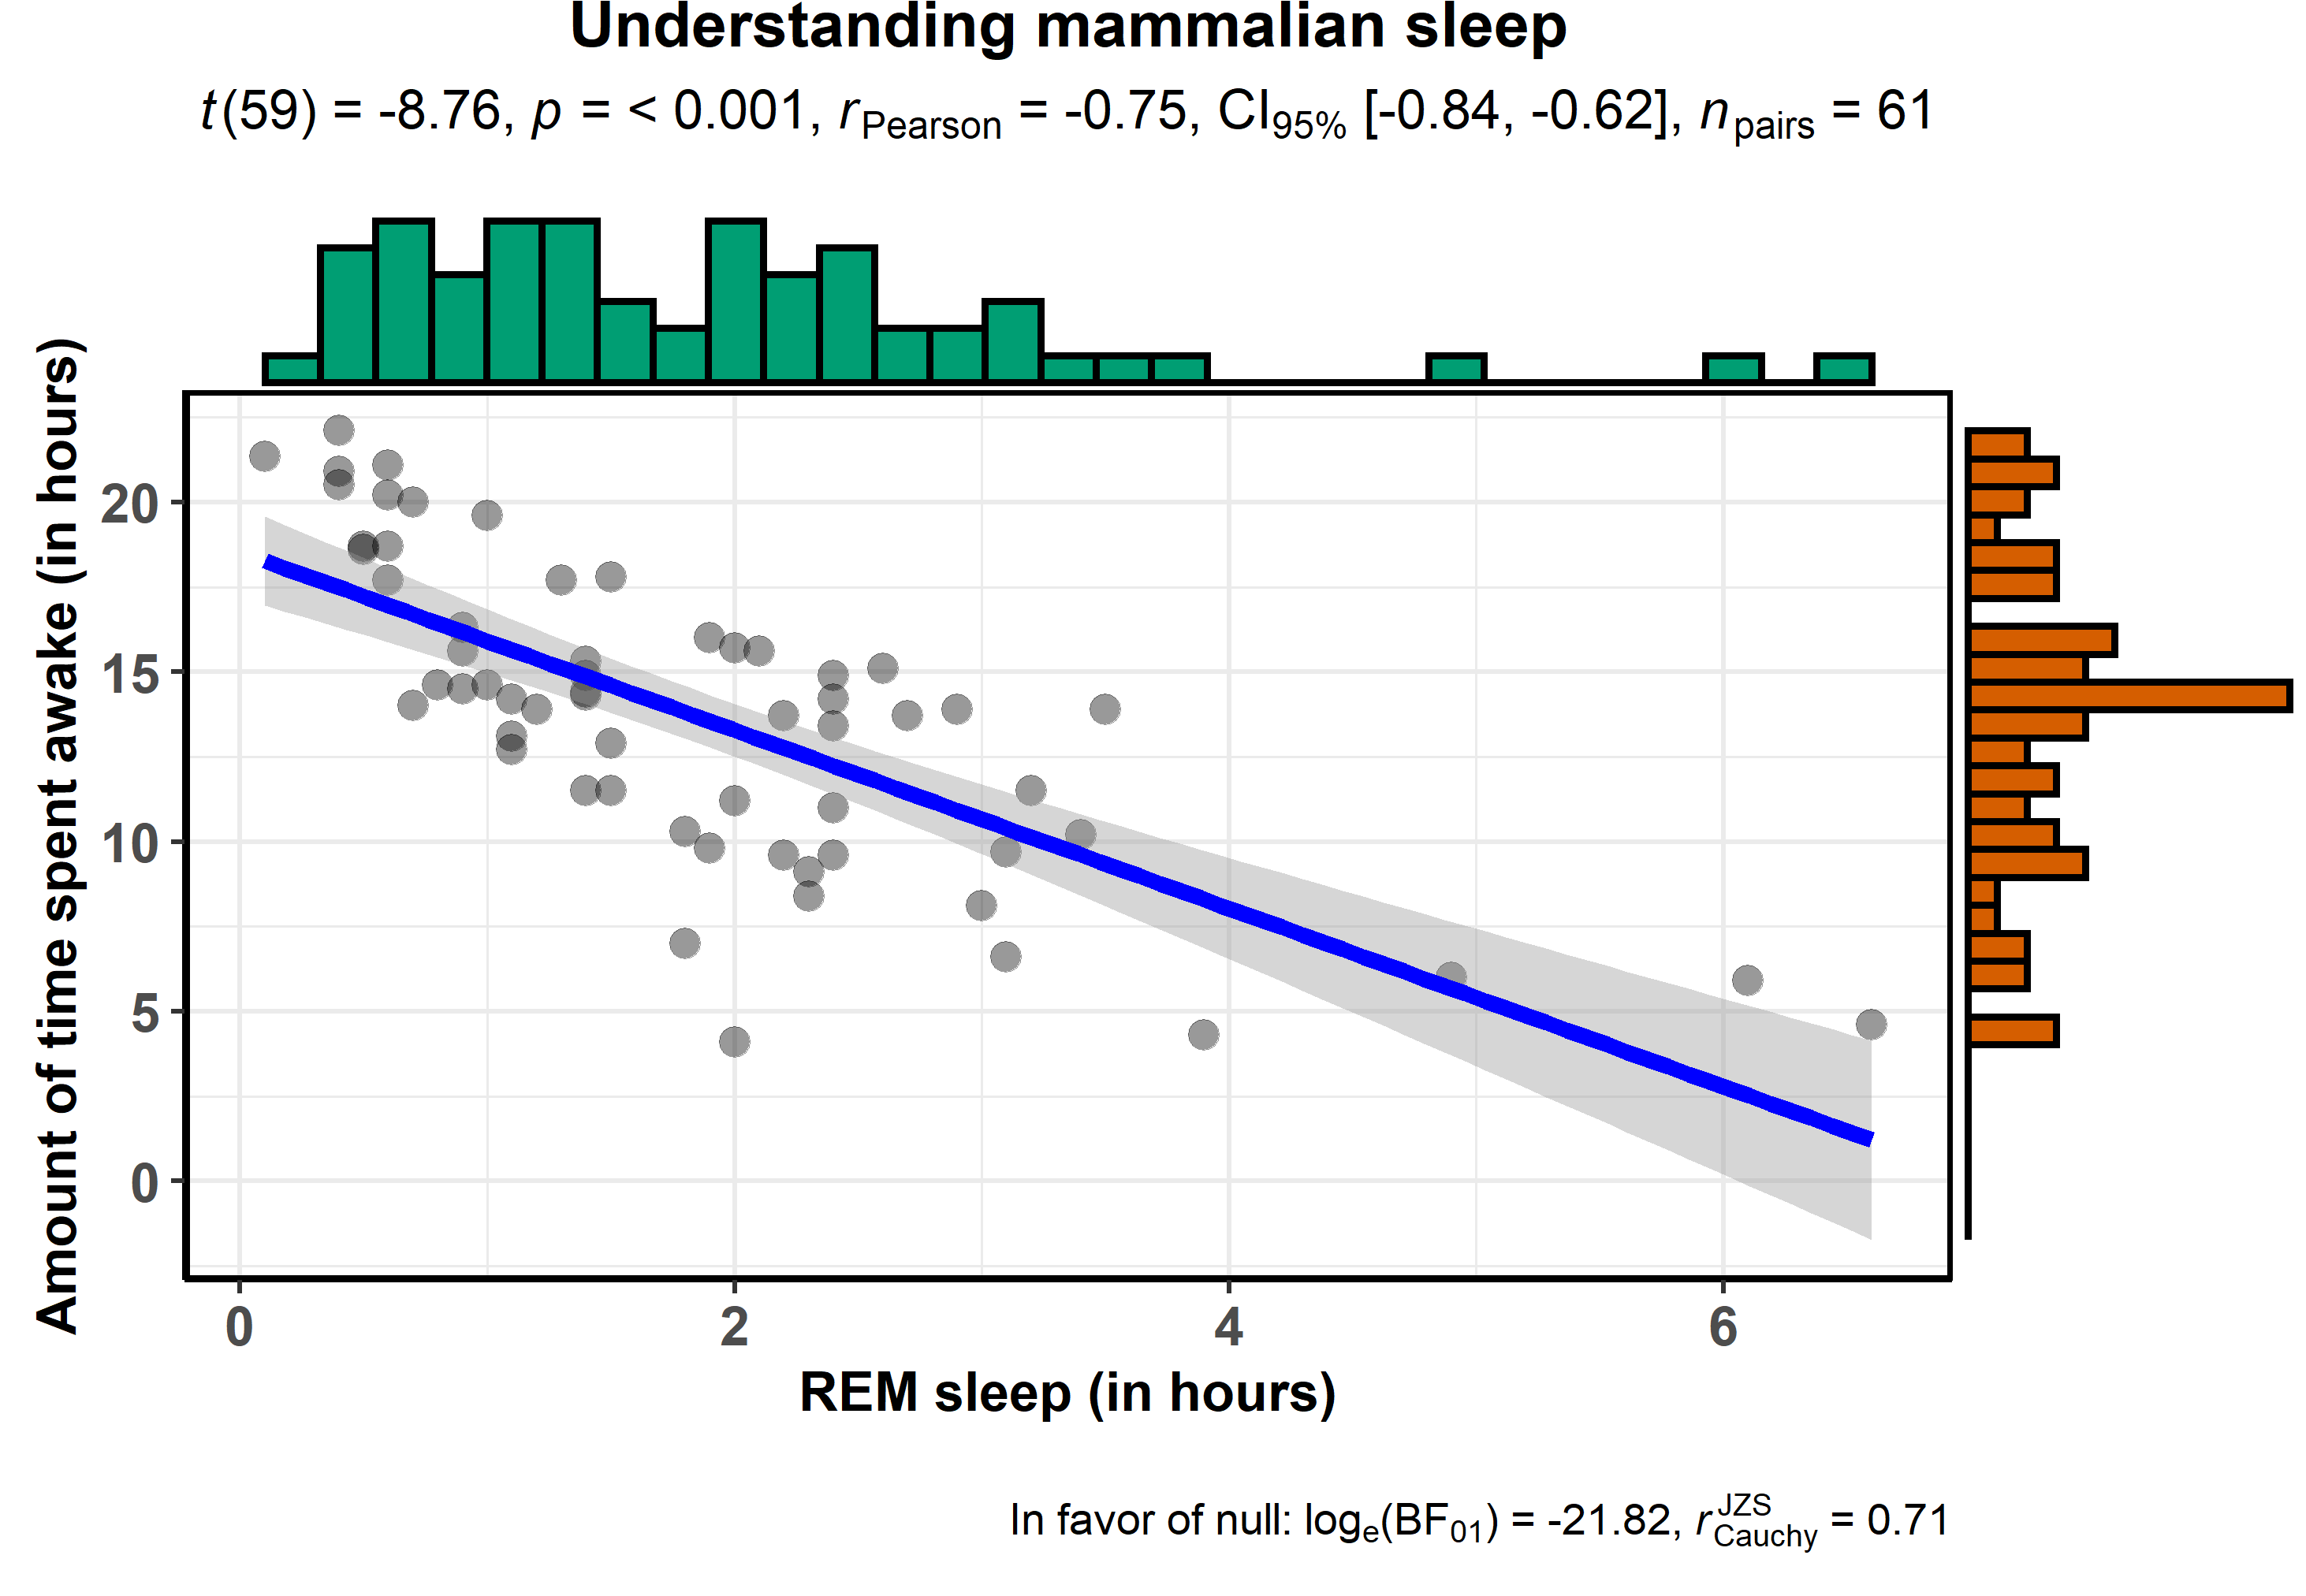 Understanding mammalian sleep
t(59) = -8.76, p = < 0.001, rPearson = -0.75, CI95% [-0.84, -0.62], npairs = 61
Amount of time spent awake (in hours)
20
15
10
5
0
0 2 4 6
REM sleep (in hours)
In favor of null: loge(BF01) = -21.82, rJZSCauchy = 0.71